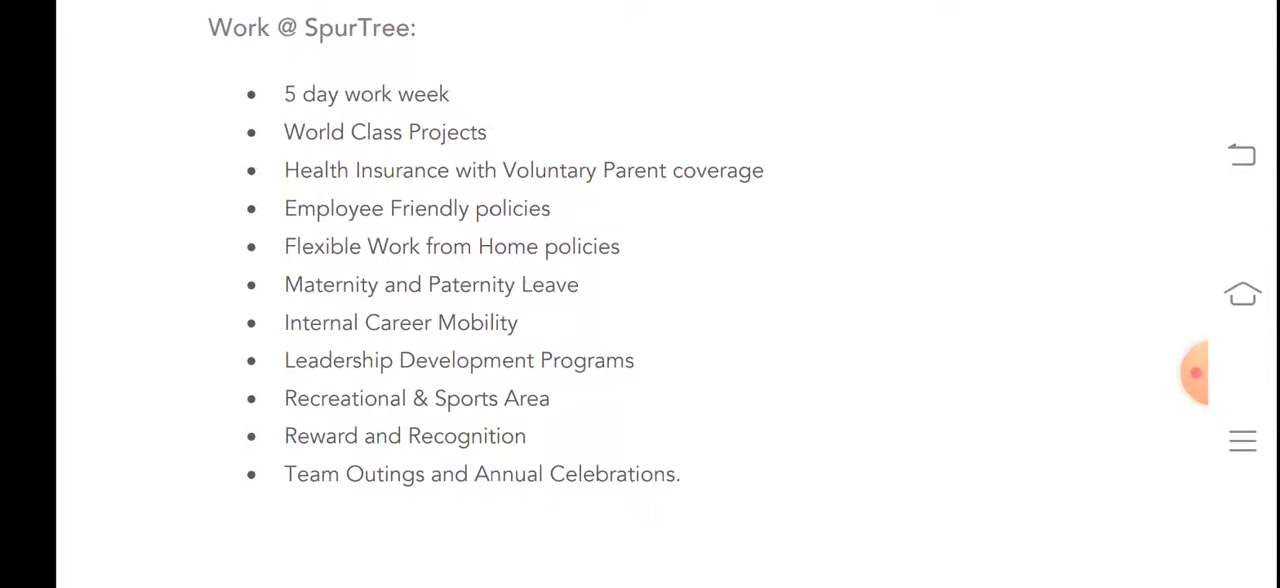 Work @ SpurTree:
• 5 day work week
• World Class Projects
• Health Insurance with Voluntary Parent coverage
• Employee Friendly policies
• Flexible Work from Home policies
• Maternity and Paternity Leave
• Internal Career Mobility
• Leadership Development Programs
• Recreational & Sports Area
• Reward and Recognition
• Team Outings and Annual Celebrations.